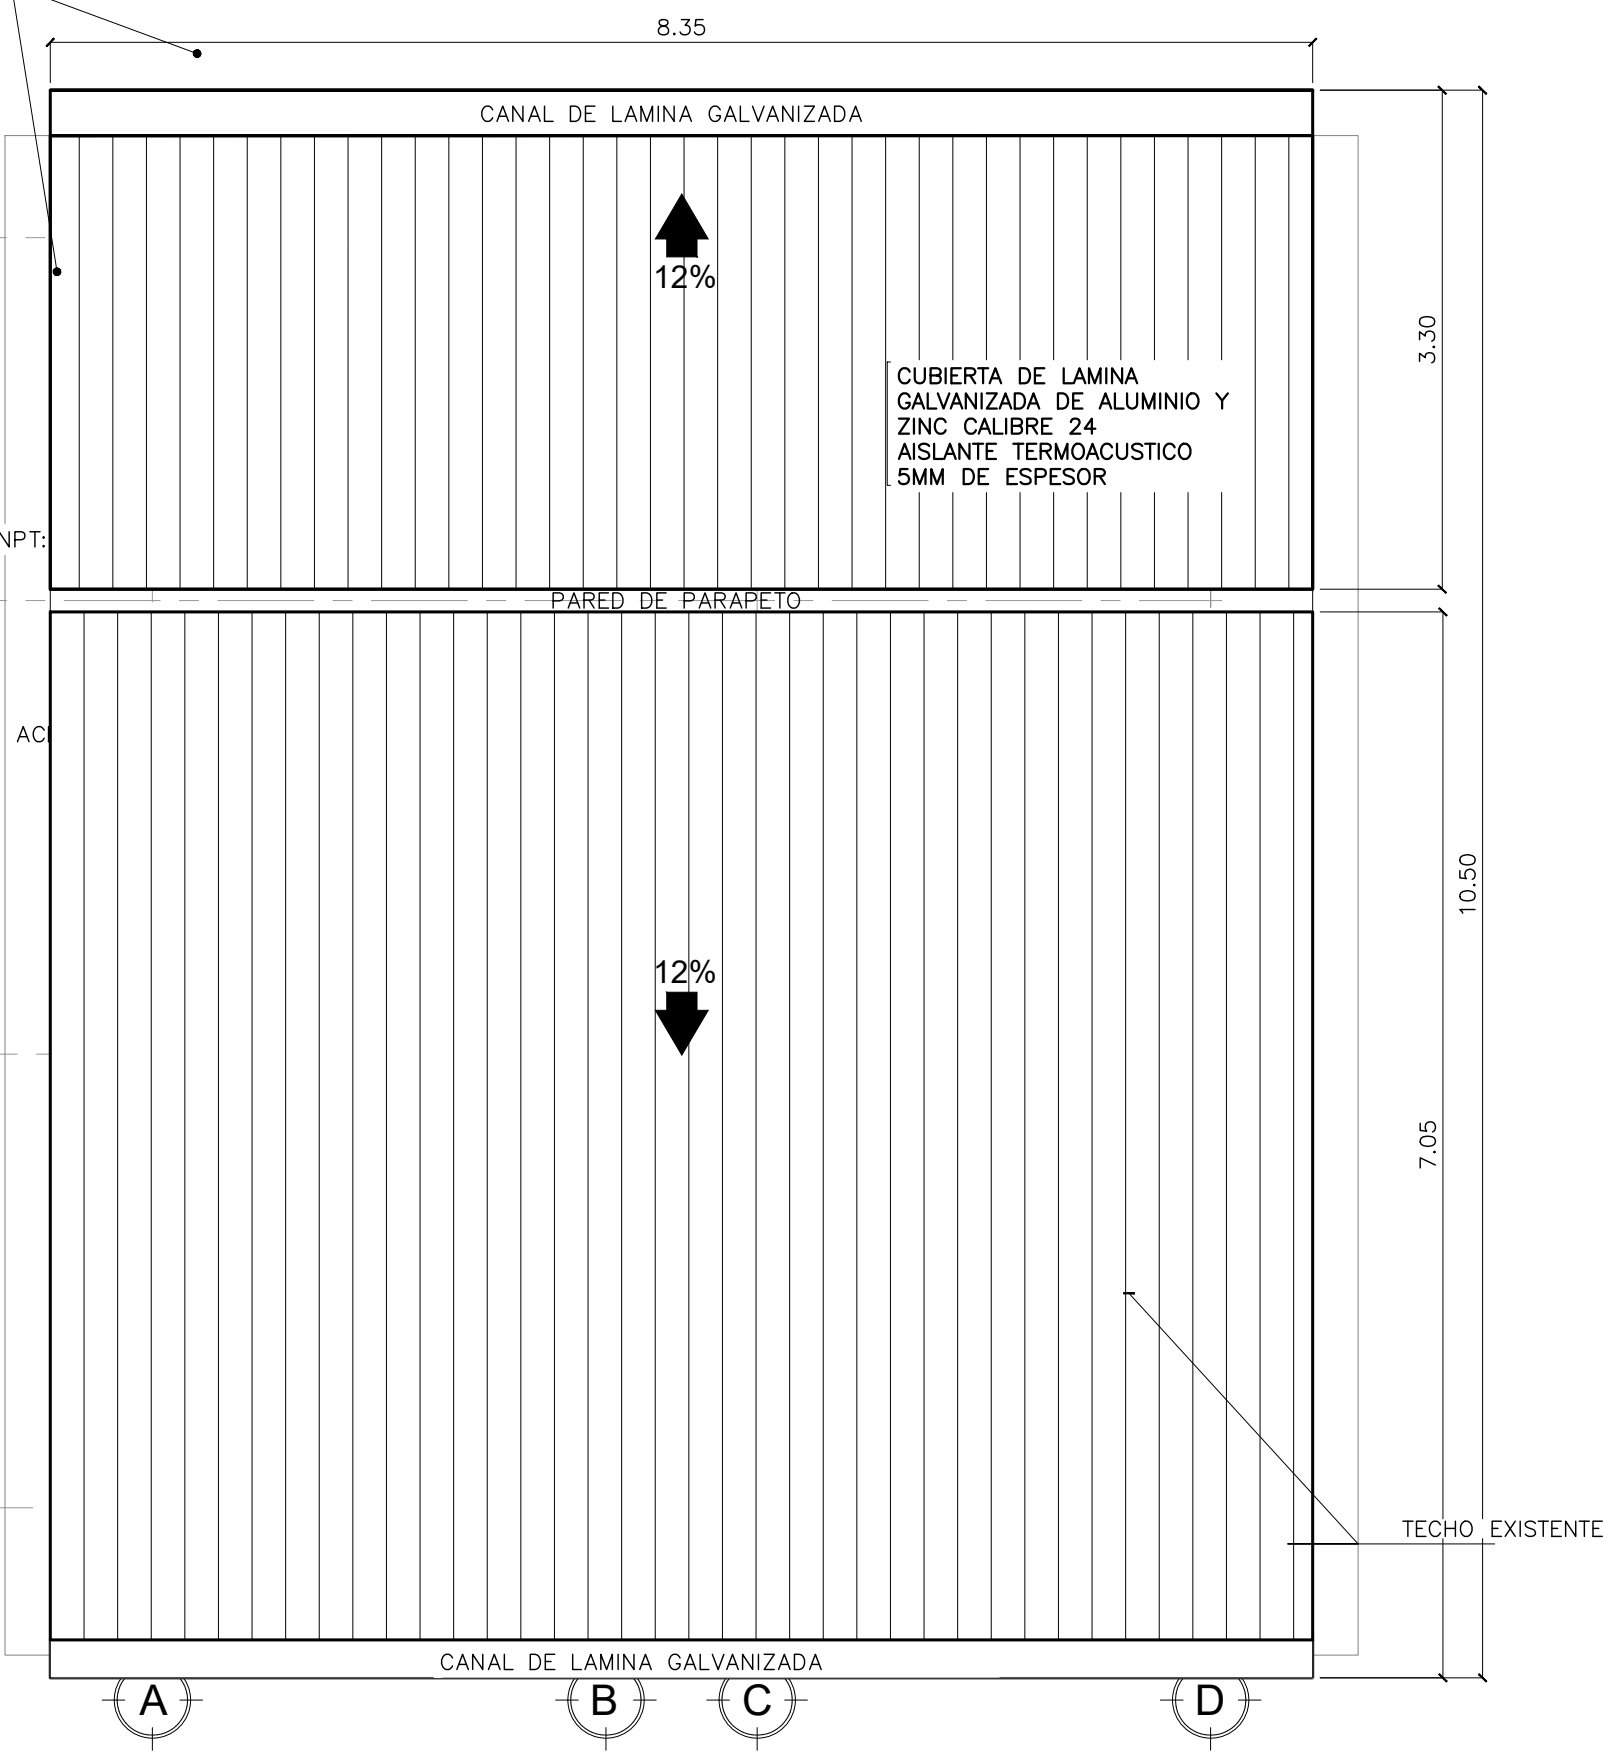 8.35
CANAL DE LAMINA GALVANIZADA
12%
3.30
CUBIERTA DE LAMINA
GALVANIZADA DE ALUMINIO Y
ZINC CALIBRE 24
AISLANTE TERMOACUSTICO
5MM DE ESPESOR
NPT:
PARED DE PARAPETO
10.50
12%
7.05
TECHO EXISTENTE
CANAL DE LAMINA GALVANIZADA
A B C D